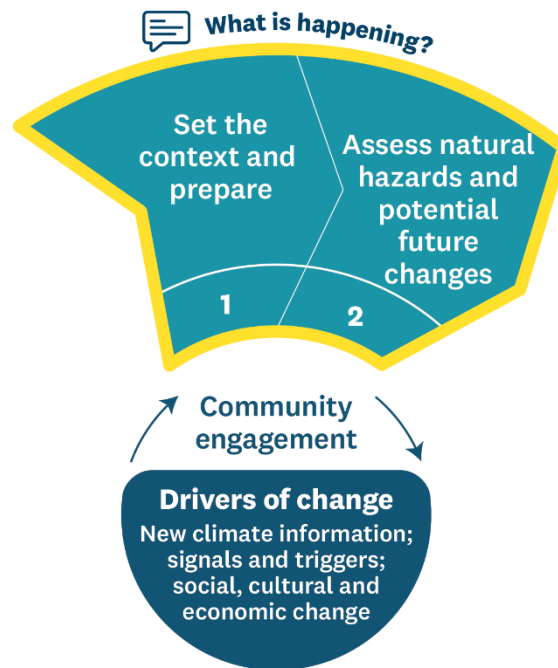 What is happening?
Set the
context and
prepare
Assess natural
hazards and
potential
future
changes
1
2
Community
engagement
Drivers of change
New climate information;
signals and triggers;
social, cultural and
economic change